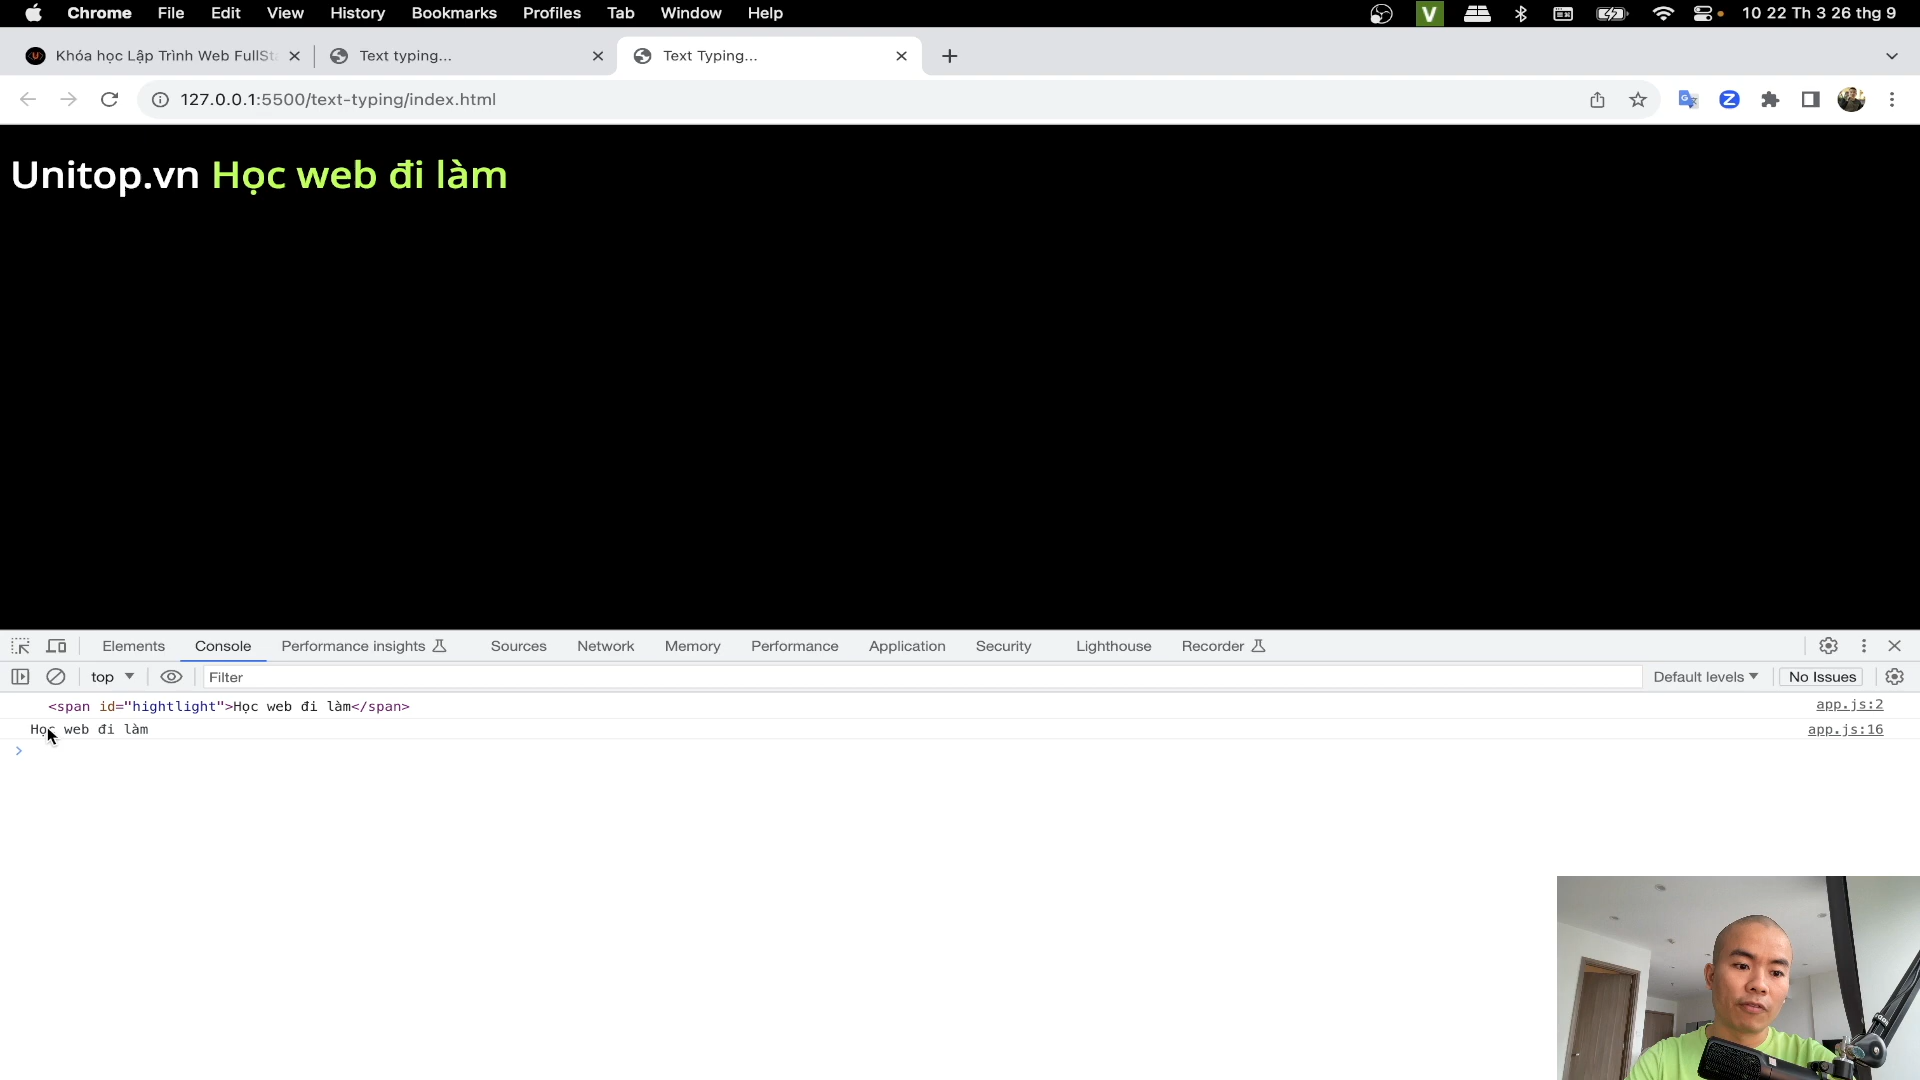 Chrome File Edit View History Bookmarks Profiles Tab Window Help V 10 22 Th 3 26 thg 9
Khóa học Lập Trình Web FullSta Text typing... Text Typing...
127.0.0.1:5500/text-typing/index.html
Unitop.vn Học web đi làm
Elements Console Performance insights Sources Network Memory Performance Application Security Lighthouse Recorder
top Filter Default levels No Issues
<span id="hightlight">Học web đi làm</span> app.js:2
Học web đi làm app.js:16